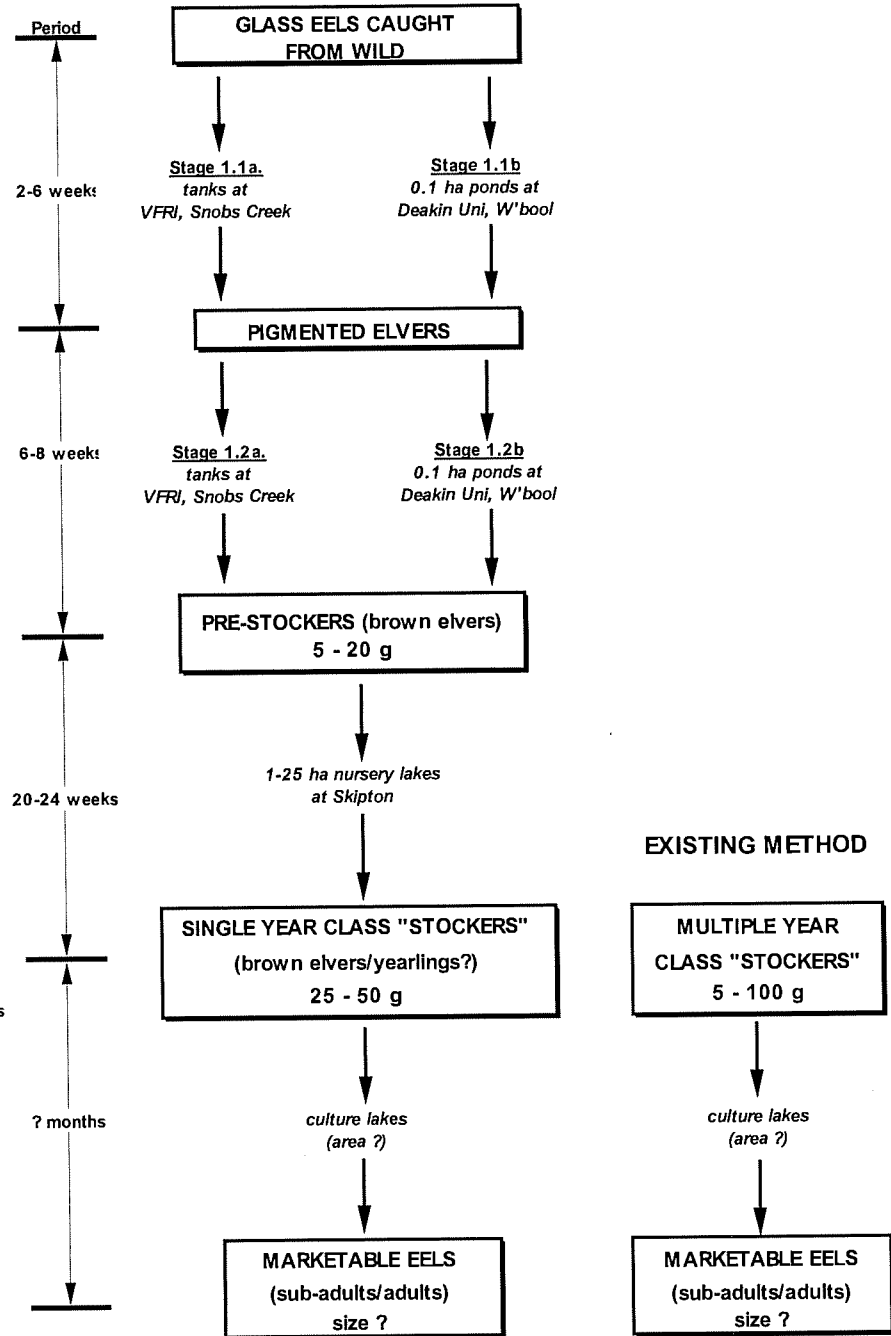 Period
GLASS EELS CAUGHT
FROM WILD
2-6 weeks
Stage 1.1a.
tanks at
VFRI, Snobs Creek
Stage 1.1b
0.1 ha ponds at
Deakin Uni, W'bool
PIGMENTED ELVERS
6-8 weeks
Stage 1.2a.
tanks at
VFRI, Snobs Creek
Stage 1.2b
0.1 ha ponds at
Deakin Uni, W'bool
PRE-STOCKERS (brown elvers)
5 - 20 g
20-24 weeks
1-25 ha nursery lakes
at Skipton
EXISTING METHOD
SINGLE YEAR CLASS "STOCKERS"
(brown elvers/yearlings?)
25 - 50 g
MULTIPLE YEAR
CLASS "STOCKERS"
5 - 100 g
s
? months
culture lakes
(area ?)
culture lakes
(area ?)
MARKETABLE EELS
(sub-adults/adults)
size ?
MARKETABLE EELS
(sub-adults/adults)
size ?